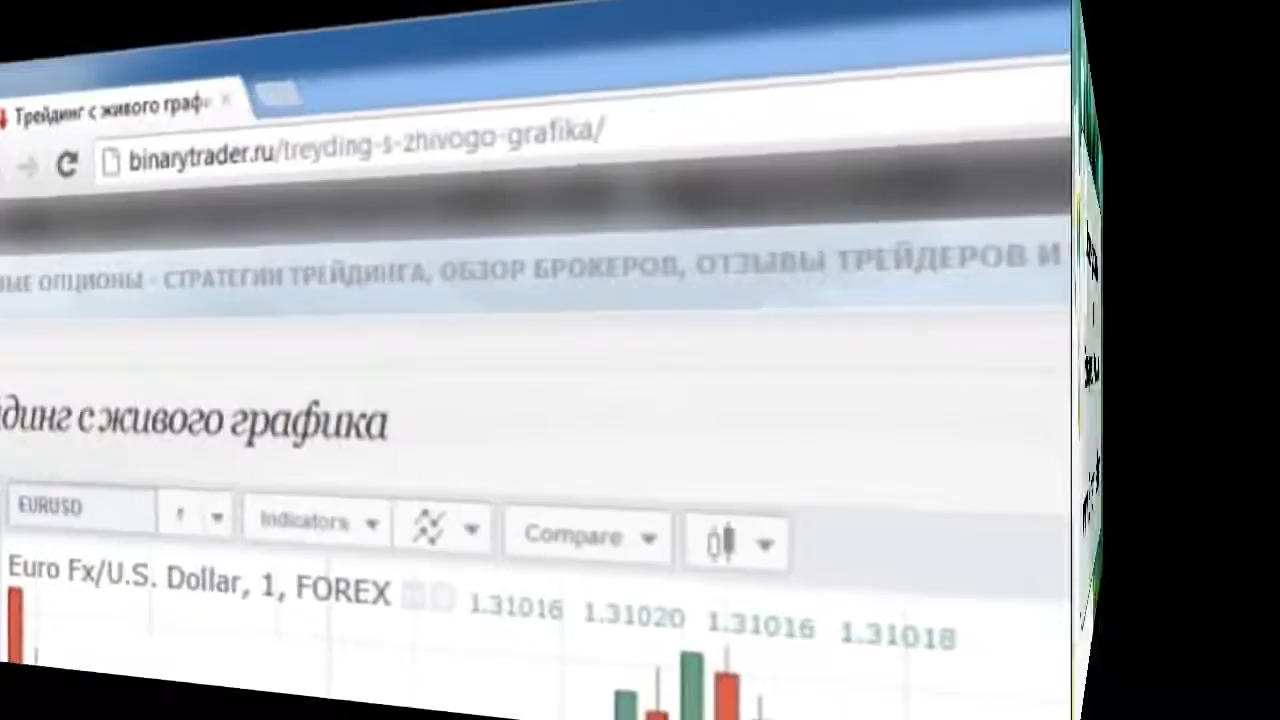 Трейдинг с живого граф
binarytrader.ru/treyding-s-zhivogo-grafika/
ЫЕ ОПЦИОНЫ - СТРАТЕГИИ ТРЕЙДИНГА, ОБЗОР БРОКЕРОВ, ОТЗЫВЫ ТРЕЙДЕРОВ И
динг с живого графика
EURUSD Indicators Compare
Euro Fx/U.S. Dollar, 1, FOREX 1.31016 1.31020 1.31016 1.31018